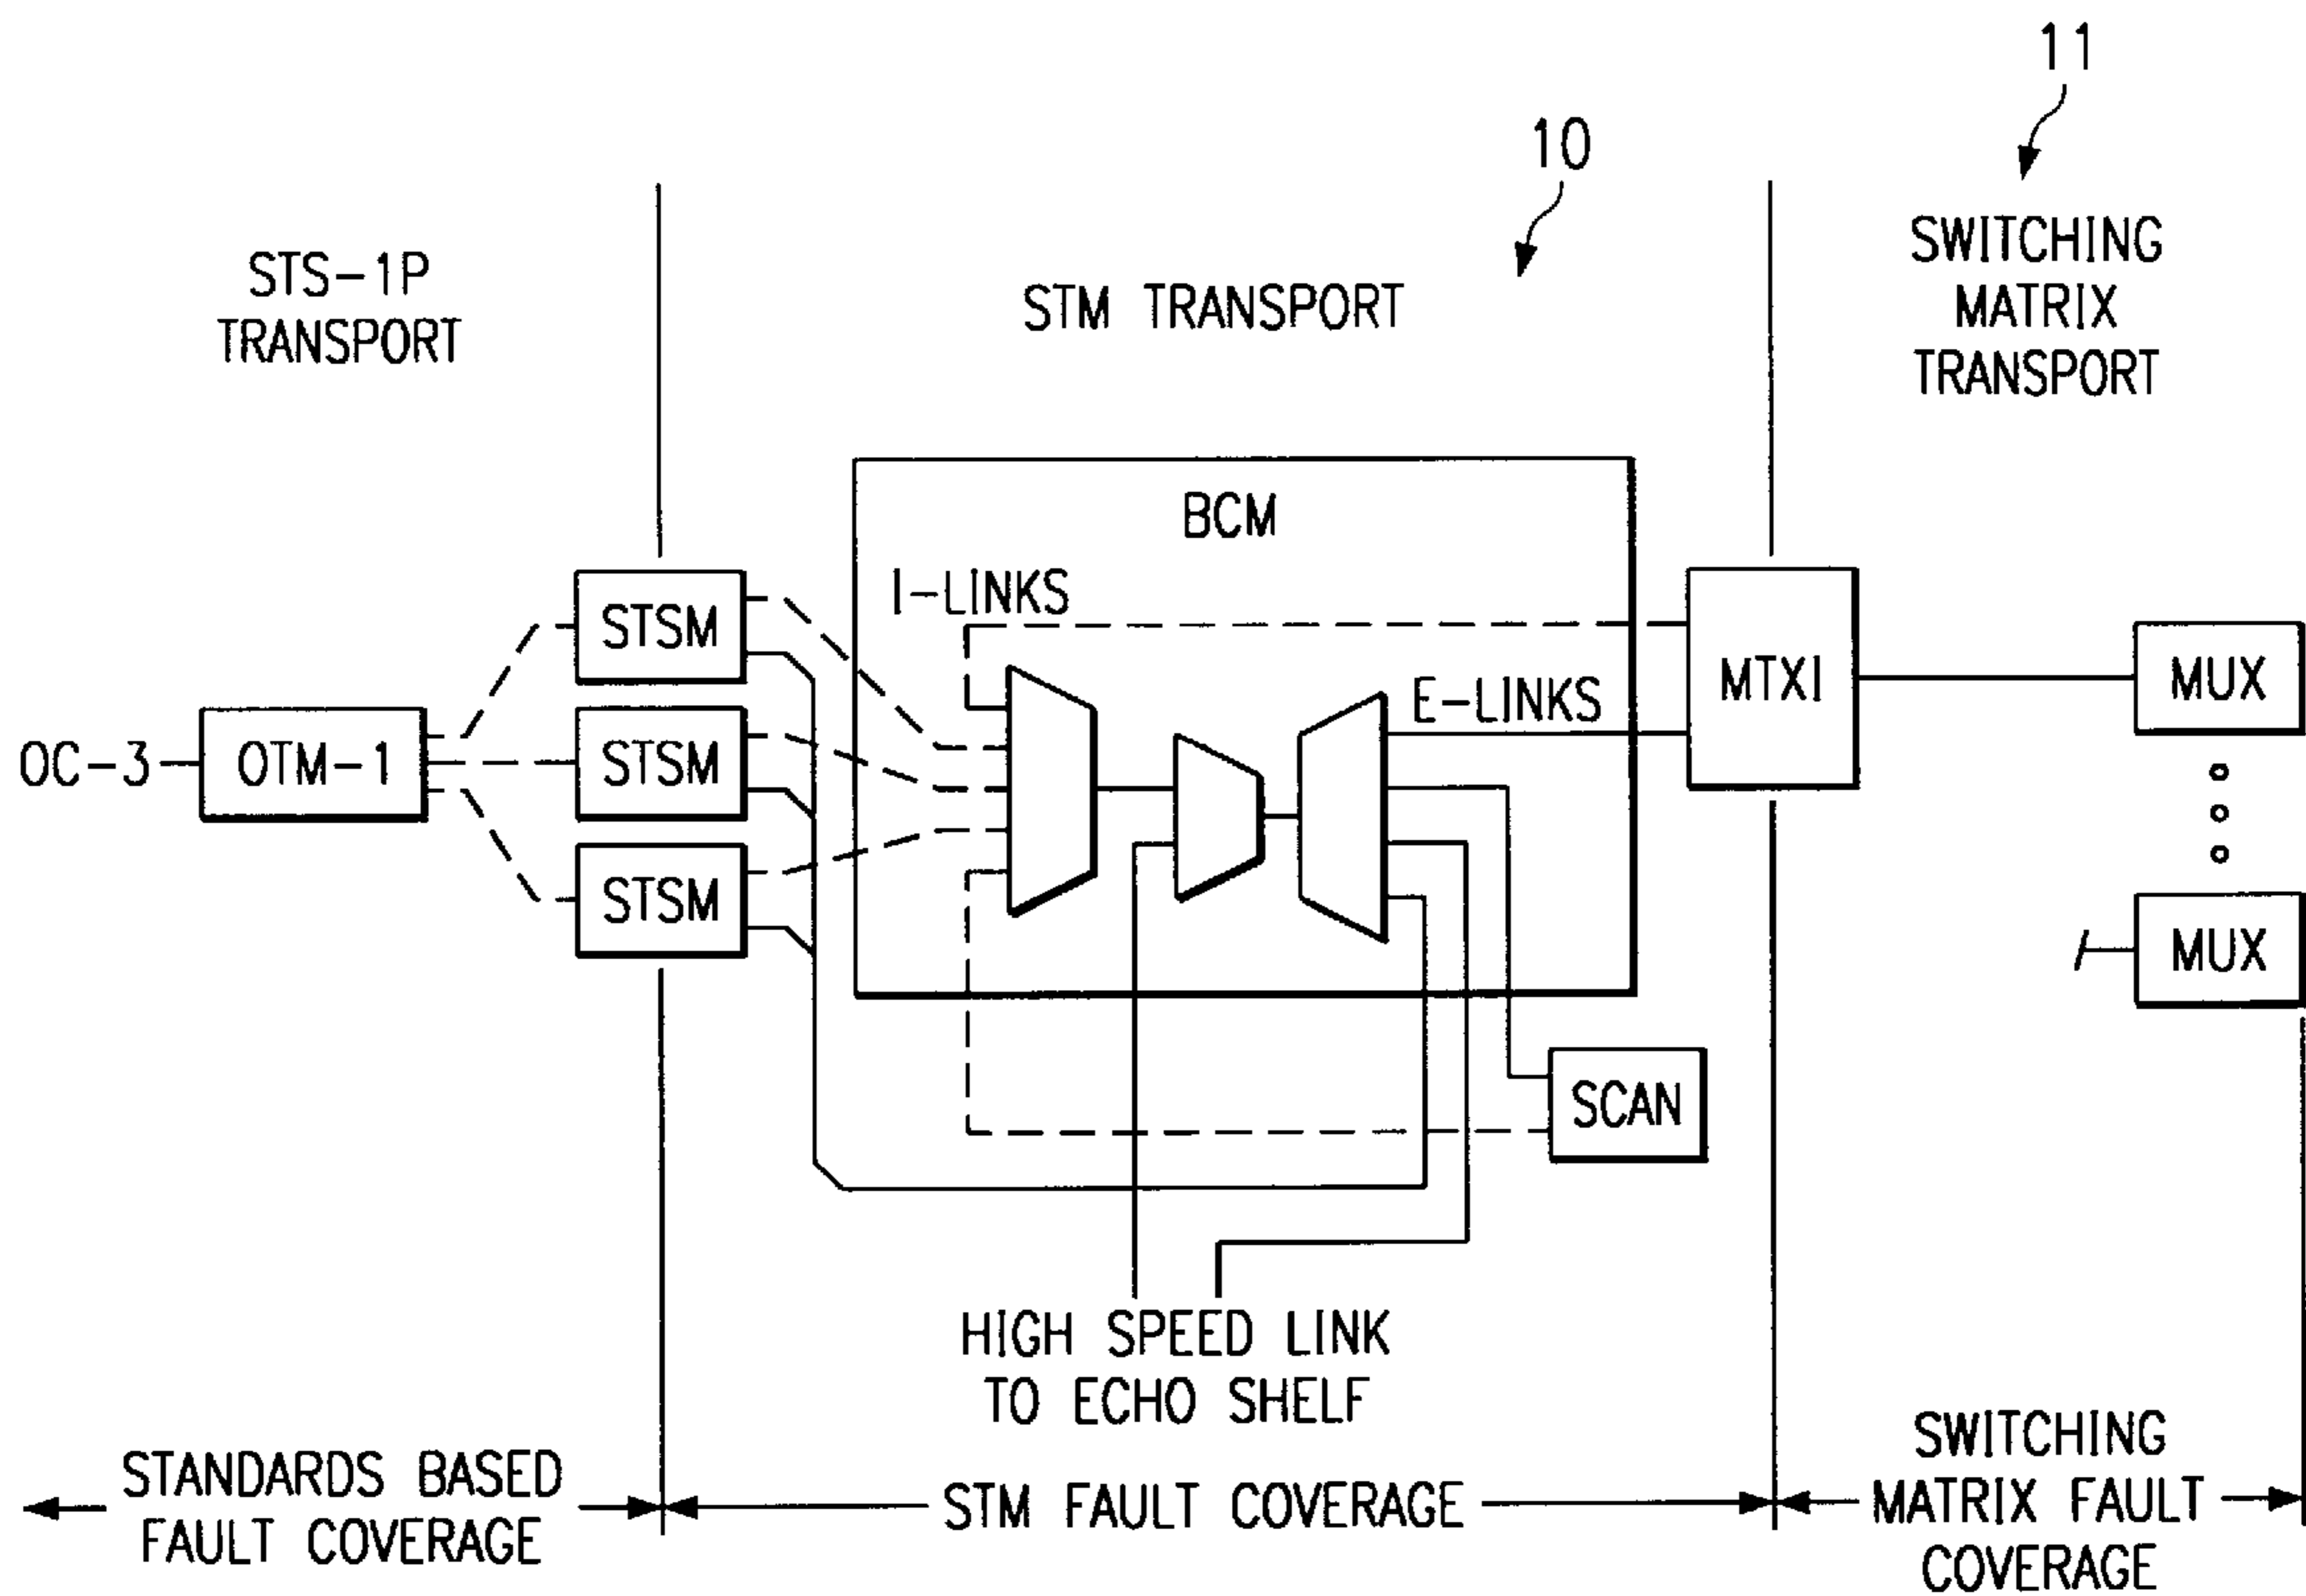 11
10
STS-1P
TRANSPORT
STM TRANSPORT
SWITCHING
MATRIX
TRANSPORT
BCM
I-LINKS
STSM
MTXI
MUX
E-LINKS
OC-3
OTM-1
STSM
STSM
MUX
SCAN
HIGH SPEED LINK
TO ECHO SHELF
STANDARDS BASED
FAULT COVERAGE
STM FAULT COVERAGE
SWITCHING
MATRIX FAULT
COVERAGE